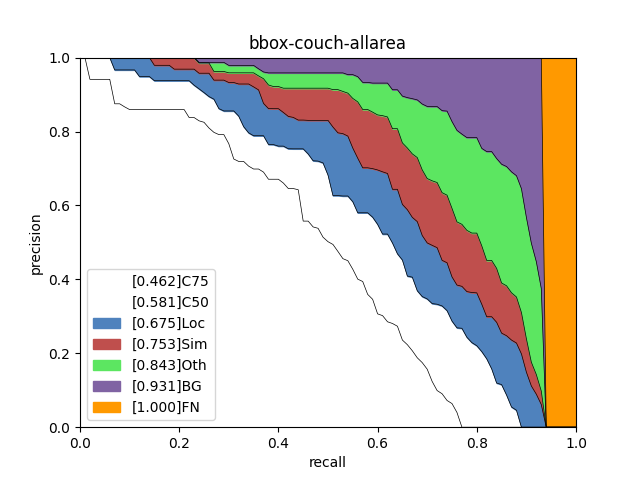 bbox-couch-allarea
1.0
0.8
0.6
0.4
0.2
0.0
precision
[0.462]C75
[0.581]C50
[0.675]Loc
[0.753]Sim
[0.843]Oth
[0.931]BG
[1.000]FN
0.0 0.2 0.4 0.6 0.8 1.0
recall